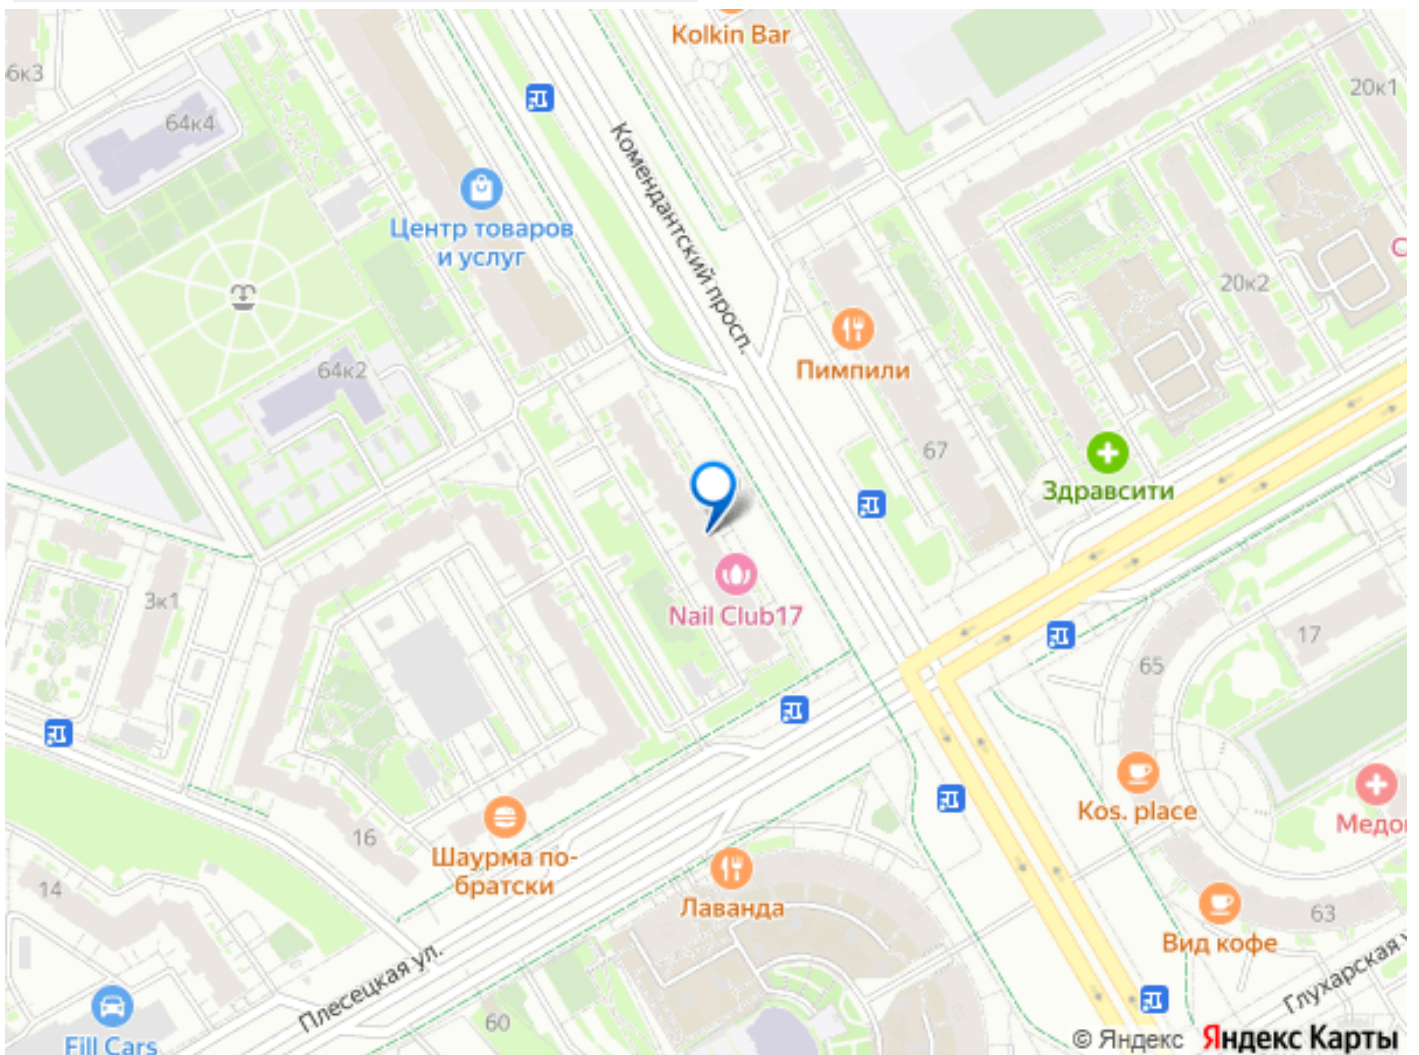 Kolkin Bar
6к3
20к1
64к4
Комендантский просп.
Центр товаров
и услуг
20к2
Пимпили
64к2
67
Здравсити
3к1
Nail Club17
17
65
Kos. place
16
Шаурма по-
братски
Медо
14
Лаванда
63
Вид кофе
Плесецкая ул.
Глухарская у
60
Fill Cars
© Яндекс Яндекс Карты